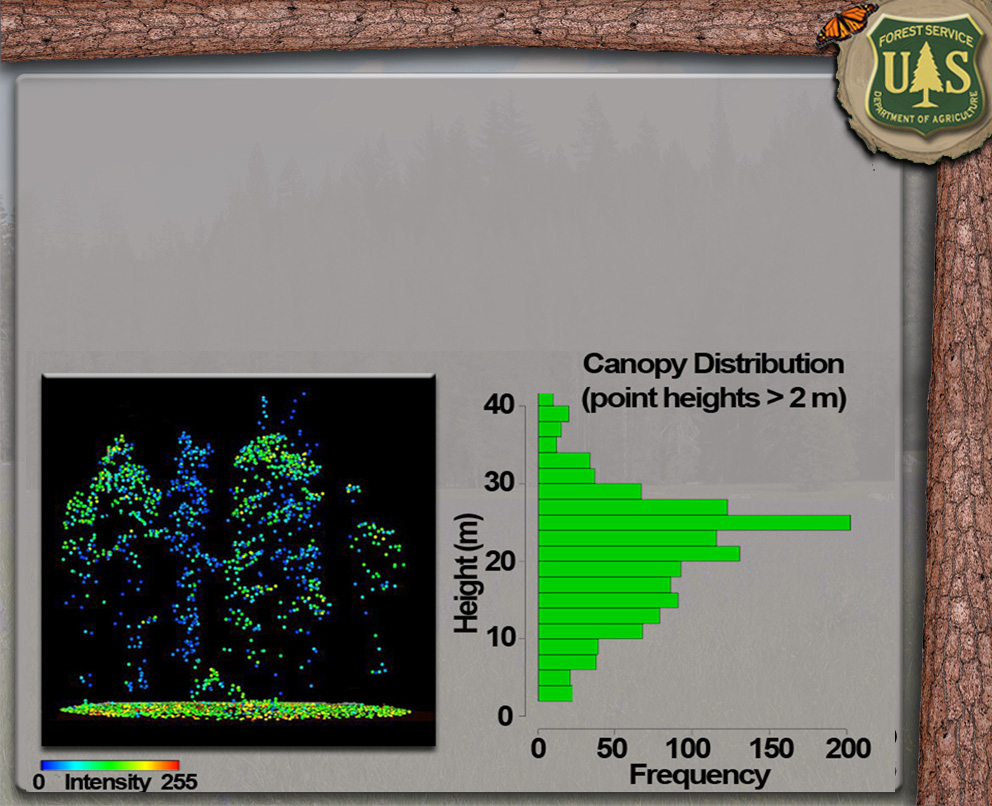 FOREST SERVICE
U S
DEPARTMENT OF AGRICULTURE
Canopy Distribution
(point heights > 2 m)
40
30
20
10
0
Height (m)
0 50 100 150 200
Frequency
0 Intensity 255